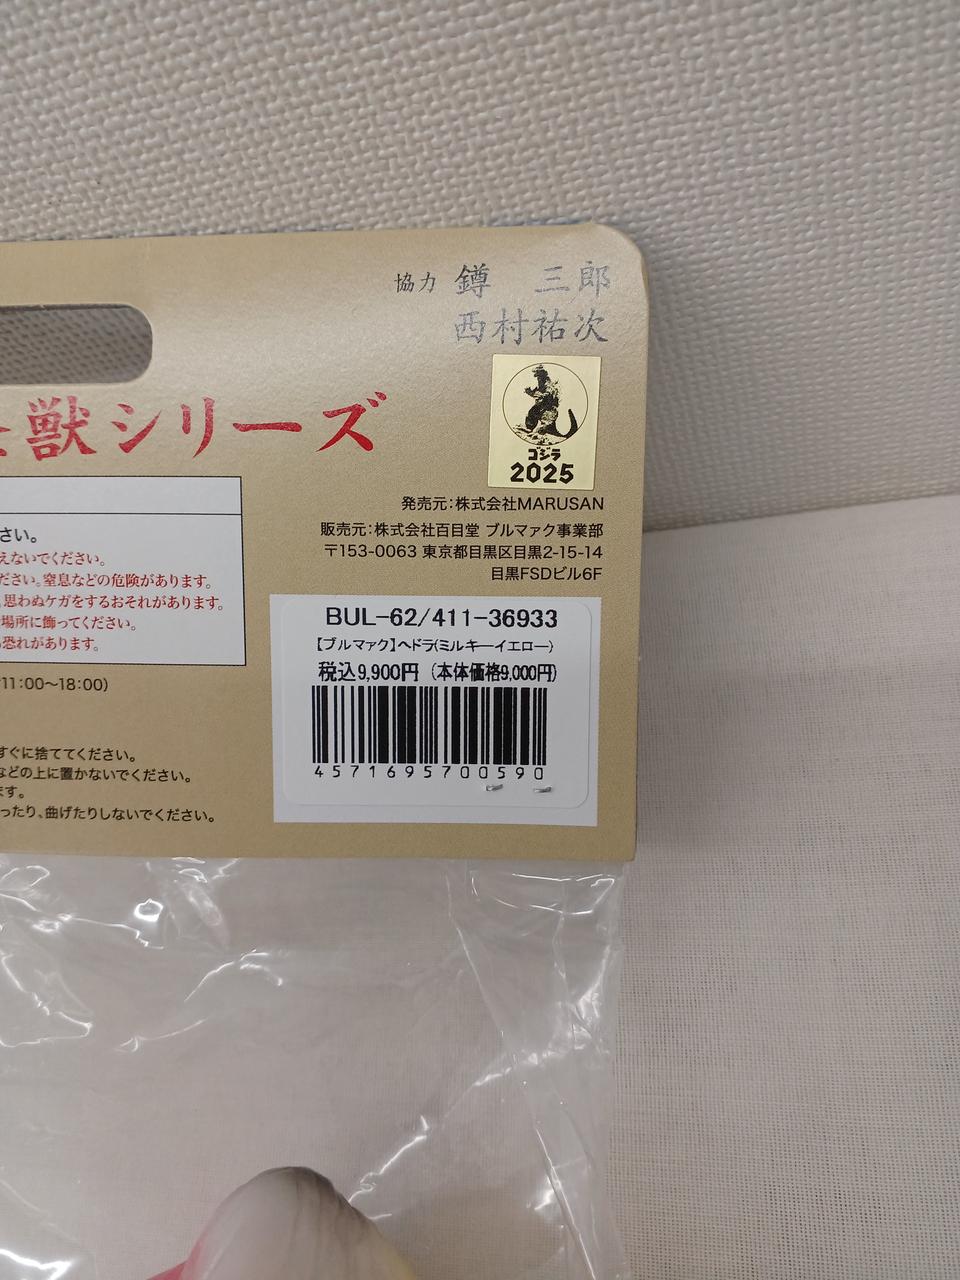 協力 鐏 三郎
西村祐次
獣シリーズ
ゴジラ
2025
発売元:株式会社MARUSAN
販売元:株式会社百目堂 ブルマァク事業部
〒153-0063 東京都目黒区目黒2-15-14
目黒FSDビル6F
さい。
えないでください。
ださい。窒息などの危険があります。
思わぬケガをするおそれがあります。
場所に飾ってください。
恐れがあります。
11:00～18:00)
すぐに捨ててください。
などの上に置かないでください。
ます。
ったり、曲げたりしないでください。
BUL-62/411-36933
【ブルマァク】ヘドラ(ミルキーイエロー)
税込9,900円 (本体価格9,000円)
4571695700590